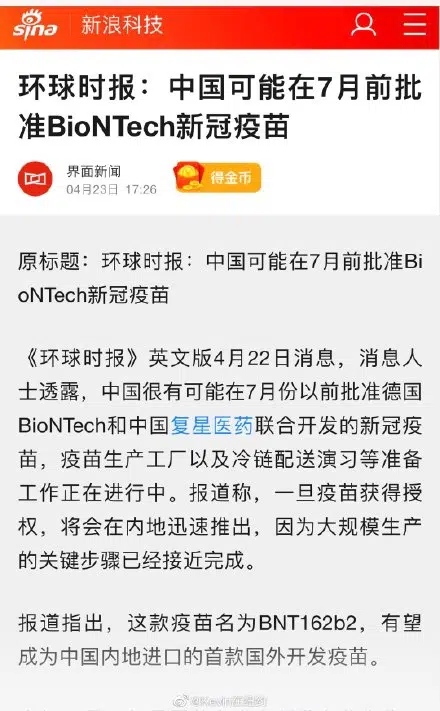 sina 新浪科技
环球时报：中国可能在7月前批
准BioNTech新冠疫苗
界面新闻
04月23日 17:26
得金币
原标题：环球时报：中国可能在7月前批准Bi
oNTech新冠疫苗
《环球时报》英文版4月22日消息，消息人
士透露，中国很有可能在7月份以前批准德国
BioNTech和中国复星医药联合开发的新冠疫
苗，疫苗生产工厂以及冷链配送演习等准备
工作正在进行中。报道称，一旦疫苗获得授
权，将会在内地迅速推出，因为大规模生产
的关键步骤已经接近完成。
报道指出，这款疫苗名为BNT162b2，有望
成为中国内地进口的首款国外开发疫苗。